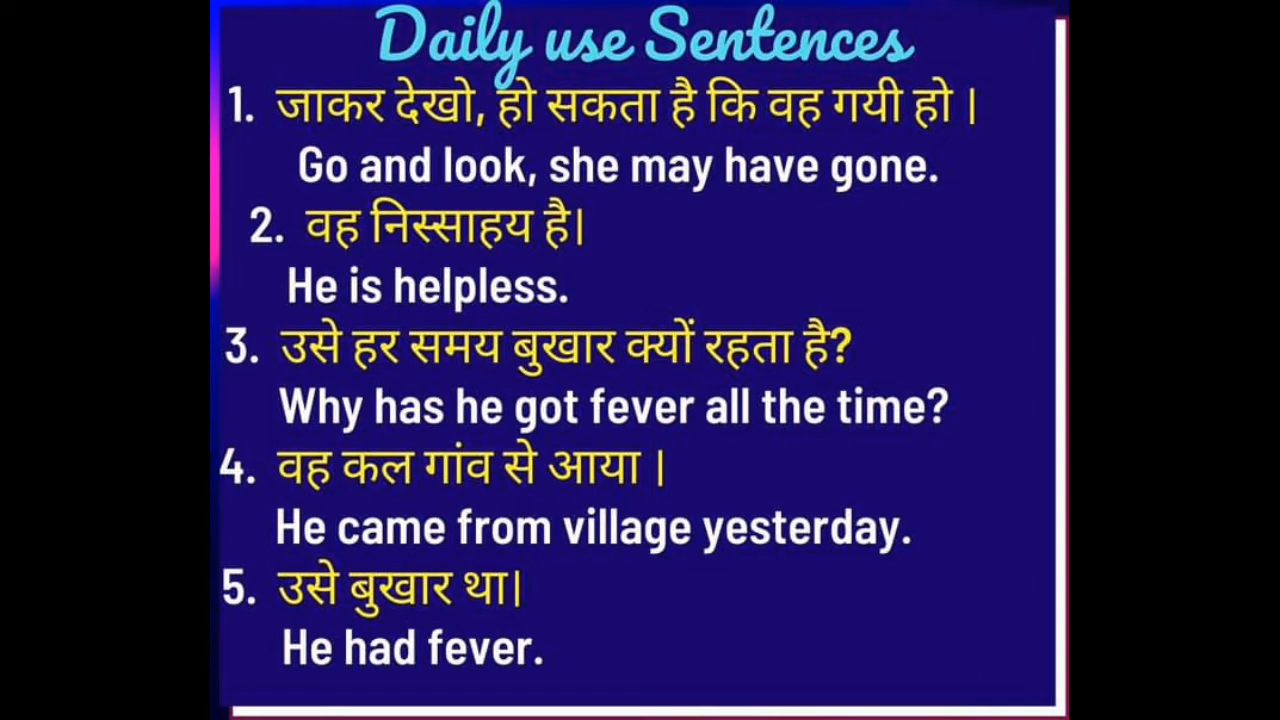 Daily use Sentences
1. जाकर देखो, हो सकता है कि वह गयी हो |
Go and look, she may have gone.
2. वह निस्साहय है|
He is helpless.
3. उसे हर समय बुखार क्यों रहता है?
Why has he got fever all the time?
4. वह कल गांव से आया |
He came from village yesterday.
5. उसे बुखार था|
He had fever.